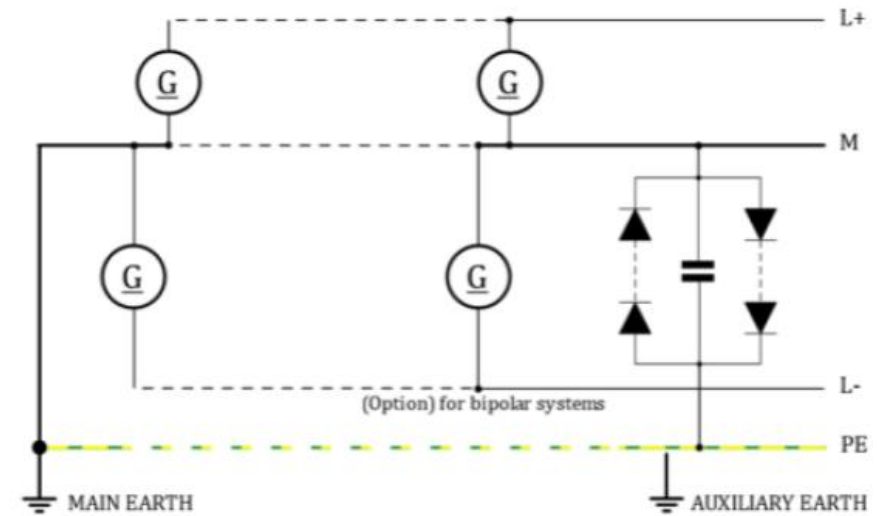 L+
G
G
M
G
G
L-
(Option) for bipolar systems
PE
MAIN EARTH
AUXILIARY EARTH